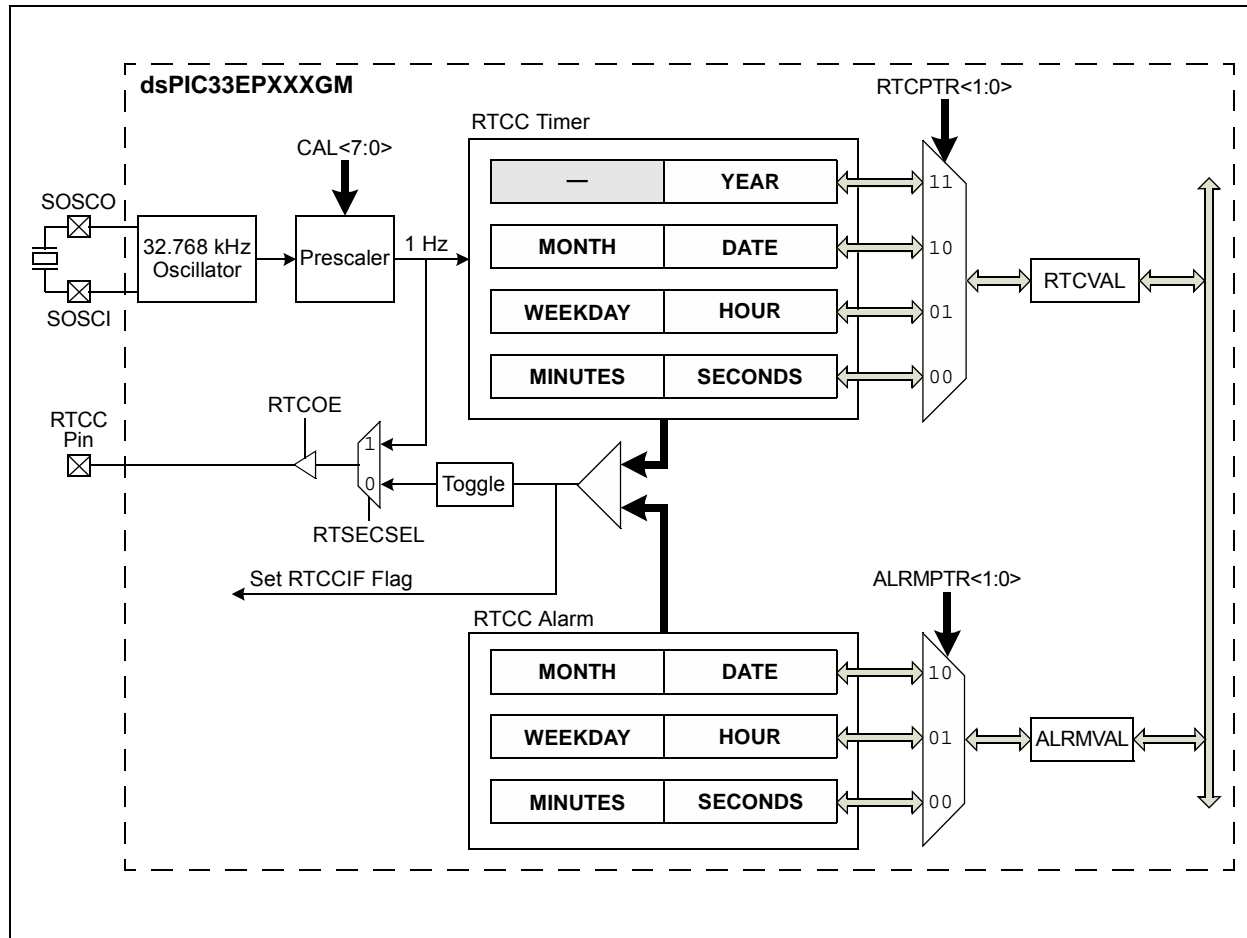 dsPIC33EPXXXGM
RTCPTR<1:0>
RTCC Timer
CAL<7:0>
— YEAR
11
SOSCO
32.768 kHz
Oscillator
Prescaler
1 Hz
MONTH DATE
10
RTCVAL
SOSCI
WEEKDAY HOUR
01
MINUTES SECONDS
00
RTCOE
RTCC
Pin
1
0
Toggle
RTSECSEL
Set RTCCIF Flag
ALRMPTR<1:0>
RTCC Alarm
MONTH DATE
10
WEEKDAY HOUR
01
ALRMVAL
MINUTES SECONDS
00